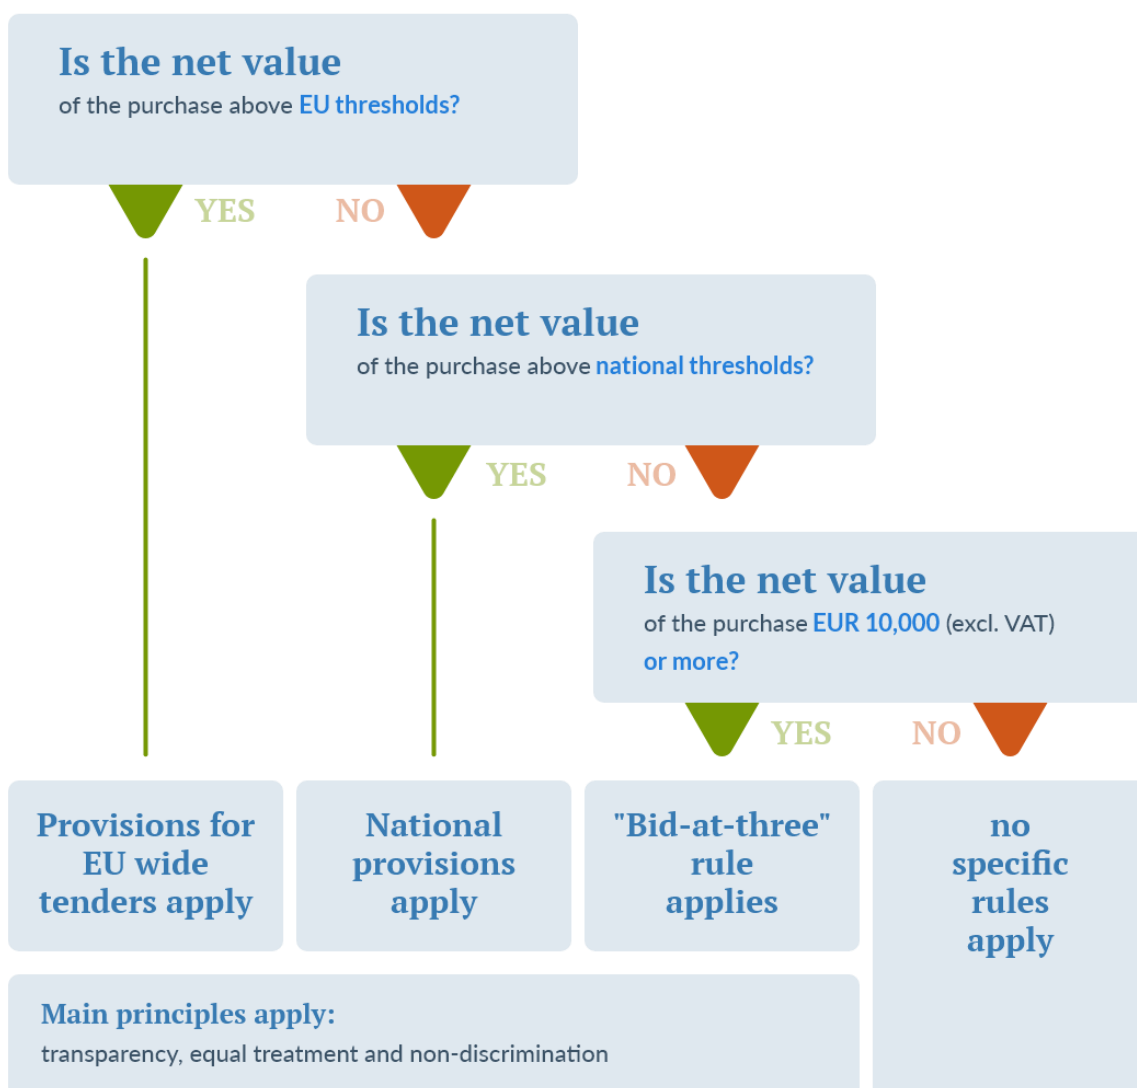 Is the net value
of the purchase above EU thresholds?
YES
NO
Is the net value
of the purchase above national thresholds?
YES
NO
Is the net value
of the purchase EUR 10,000 (excl. VAT)
or more?
YES
NO
Provisions for
EU wide
tenders apply
National
provisions
apply
"Bid-at-three"
rule
applies
no
specific
rules
apply
Main principles apply:
transparency, equal treatment and non-discrimination